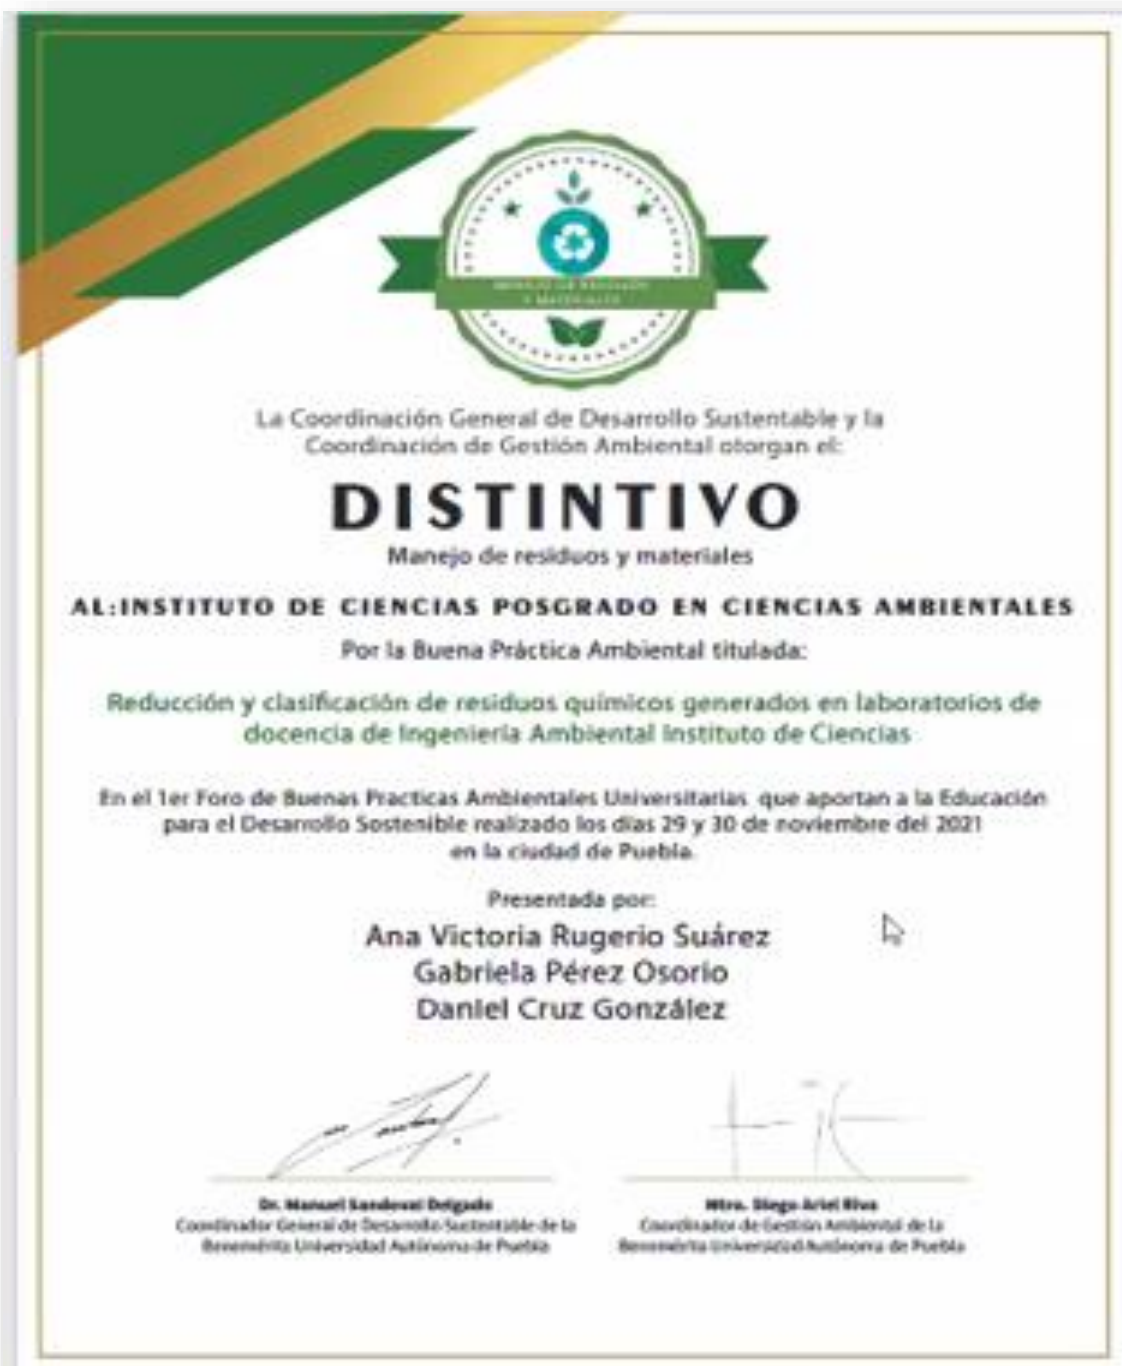 MANEJO DE RESIDUOS
Y MATERIALES
La Coordinación General de Desarrollo Sustentable y la
Coordinación de Gestión Ambiental otorgan el:
DISTINTIVO
Manejo de residuos y materiales
AL:INSTITUTO DE CIENCIAS POSGRADO EN CIENCIAS AMBIENTALES
Por la Buena Práctica Ambiental titulada:
Reducción y clasificación de residuos químicos generados en laboratorios de
docencia de Ingeniería Ambiental Instituto de Ciencias
En el 1er Foro de Buenas Practicas Ambientales Universitarias que aportan a la Educación
para el Desarrollo Sostenible realizado los días 29 y 30 de noviembre del 2021
en la ciudad de Puebla.
Presentada por:
Ana Victoria Rugerio Suárez
Gabriela Pérez Osorio
Daniel Cruz González
Dr. Manuel Sandoval Delgado
Coordinador General de Desarrollo Sustentable de la
Benemérita Universidad Autónoma de Puebla
Mtro. Diego Ariel Riva
Coordinador de Gestión Ambiental de la
Benemérita Universidad Autónoma de Puebla